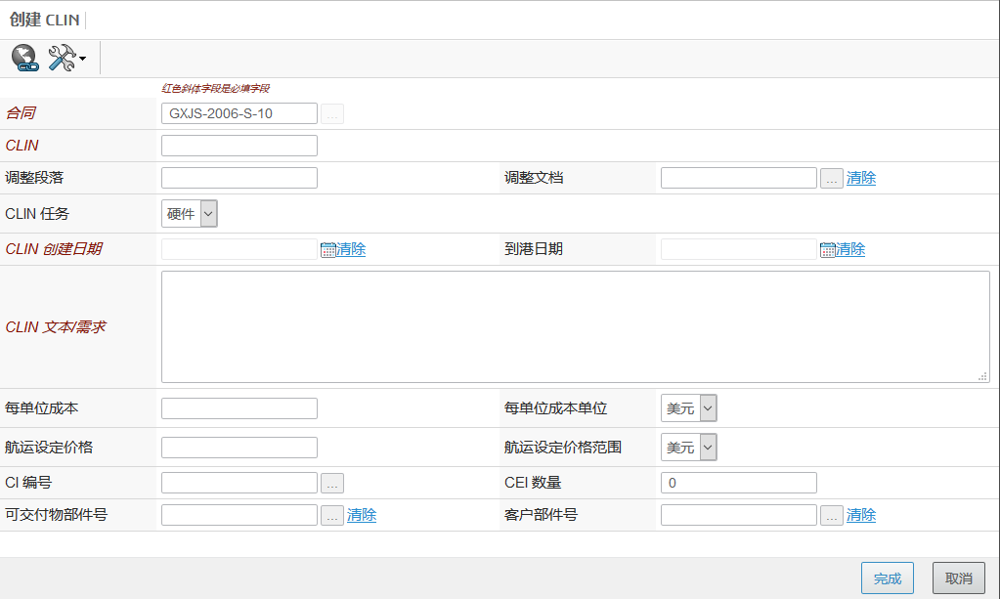 创建 CLIN
红色斜体字段是必填字段
合同 GXJS-2006-S-10 ...
CLIN
调整段落 调整文档 ... 清除
CLIN 任务 硬件
CLIN 创建日期 清除 到港日期 清除
CLIN 文本/需求
每单位成本 每单位成本单位 美元
航运设定价格 航运设定价格范围 美元
CI 编号 ... CEI 数量 0
可交付物部件号 ... 清除 客户部件号 ... 清除
完成 取消